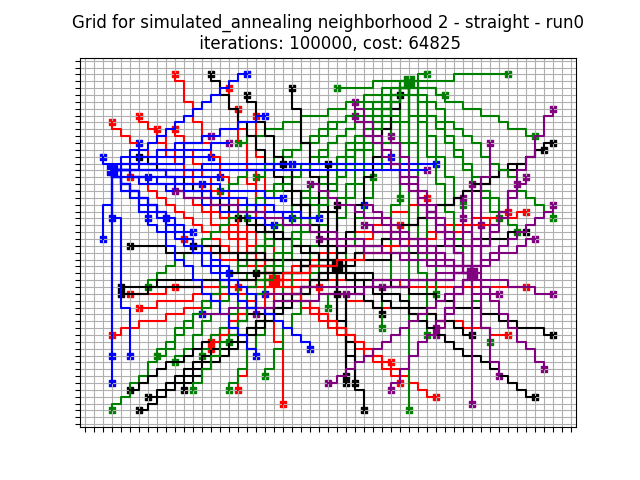 Grid for simulated_annealing neighborhood 2 - straight - run0
iterations: 100000, cost: 64825